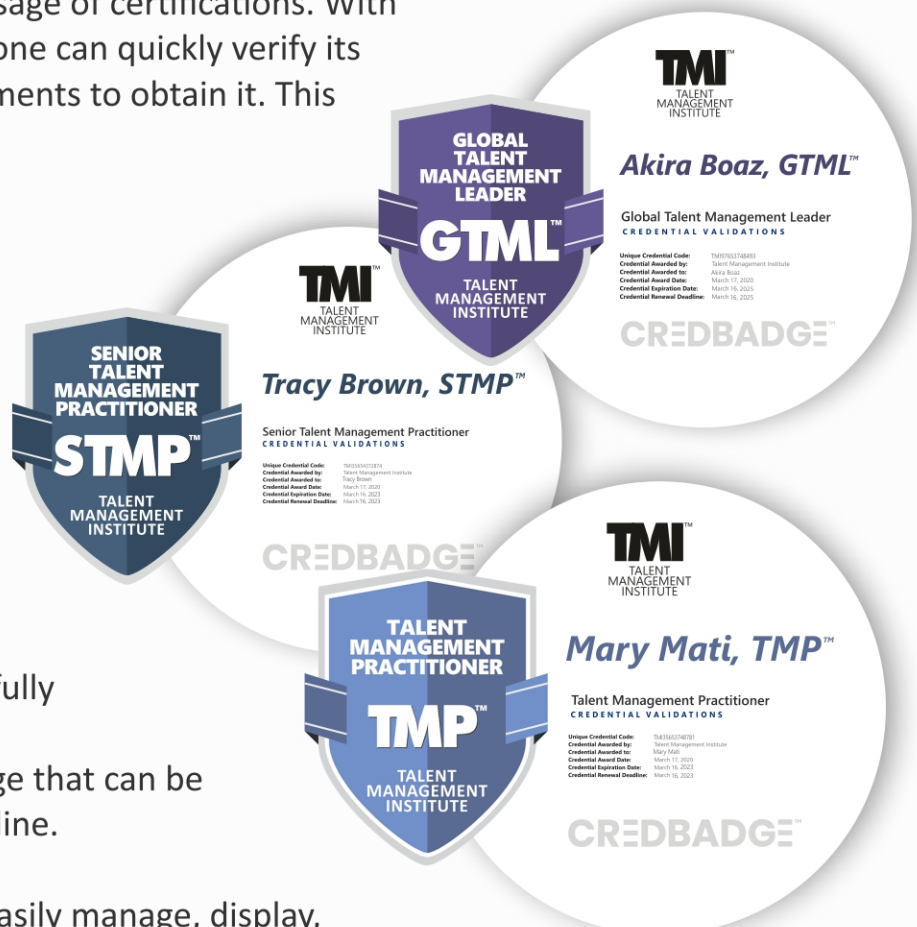 sage of certifications. With
one can quickly verify its
ments to obtain it. This
GLOBAL
TALENT
MANAGEMENT
LEADER
GTML™
TALENT
MANAGEMENT
INSTITUTE
TMI™
TALENT
MANAGEMENT
INSTITUTE
Akira Boaz, GTML™
Global Talent Management Leader
CREDENTIAL VALIDATIONS
Unique Credential Code: TMI97653748493
Credential Awarded by: Talent Management Institute
Credential Awarded to: Akira Boaz
Credential Award Date: March 17, 2020
Credential Expiration Date: March 16, 2025
Credential Renewal Deadline: March 16, 2025
CREDBADGE™
SENIOR
TALENT
MANAGEMENT
PRACTITIONER
STMP™
TALENT
MANAGEMENT
INSTITUTE
TMI™
TALENT
MANAGEMENT
INSTITUTE
Tracy Brown, STMP™
Senior Talent Management Practitioner
CREDENTIAL VALIDATIONS
Unique Credential Code:
Credential Awarded by: Talent Management Institute
Credential Awarded to: Tracy Brown
Credential Award Date: March 17, 2020
Credential Expiration Date: March 16, 2023
Credential Renewal Deadline: March 16, 2023
CREDBADGE™
TALENT
MANAGEMENT
PRACTITIONER
TMP™
TALENT
MANAGEMENT
INSTITUTE
TMI™
TALENT
MANAGEMENT
INSTITUTE
Mary Mati, TMP™
Talent Management Practitioner
CREDENTIAL VALIDATIONS
Unique Credential Code: TMI35653748781
Credential Awarded by: Talent Management Institute
Credential Awarded to: Mary Mati
Credential Award Date: March 17, 2020
Credential Expiration Date: March 16, 2023
Credential Renewal Deadline: March 16, 2023
CREDBADGE™
fully
ge that can be
line.
asily manage, display,